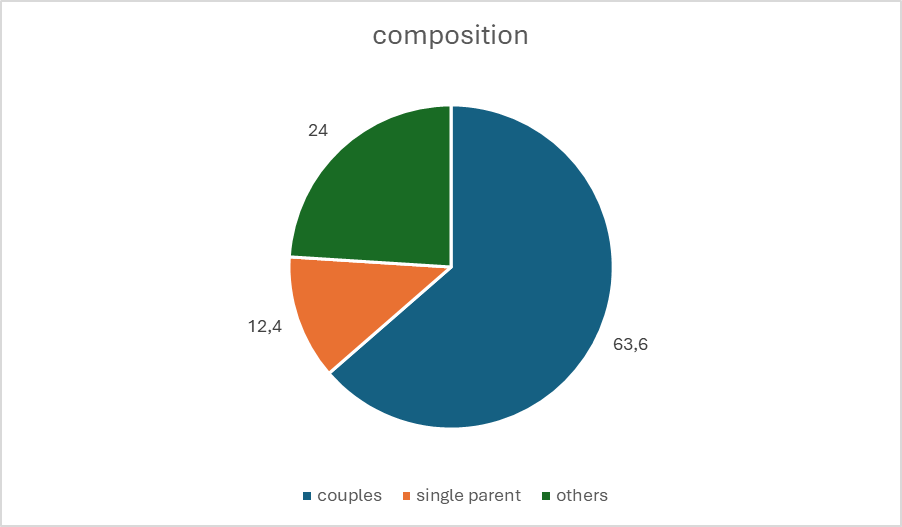 composition
24
12,4
63,6
couples single parent others